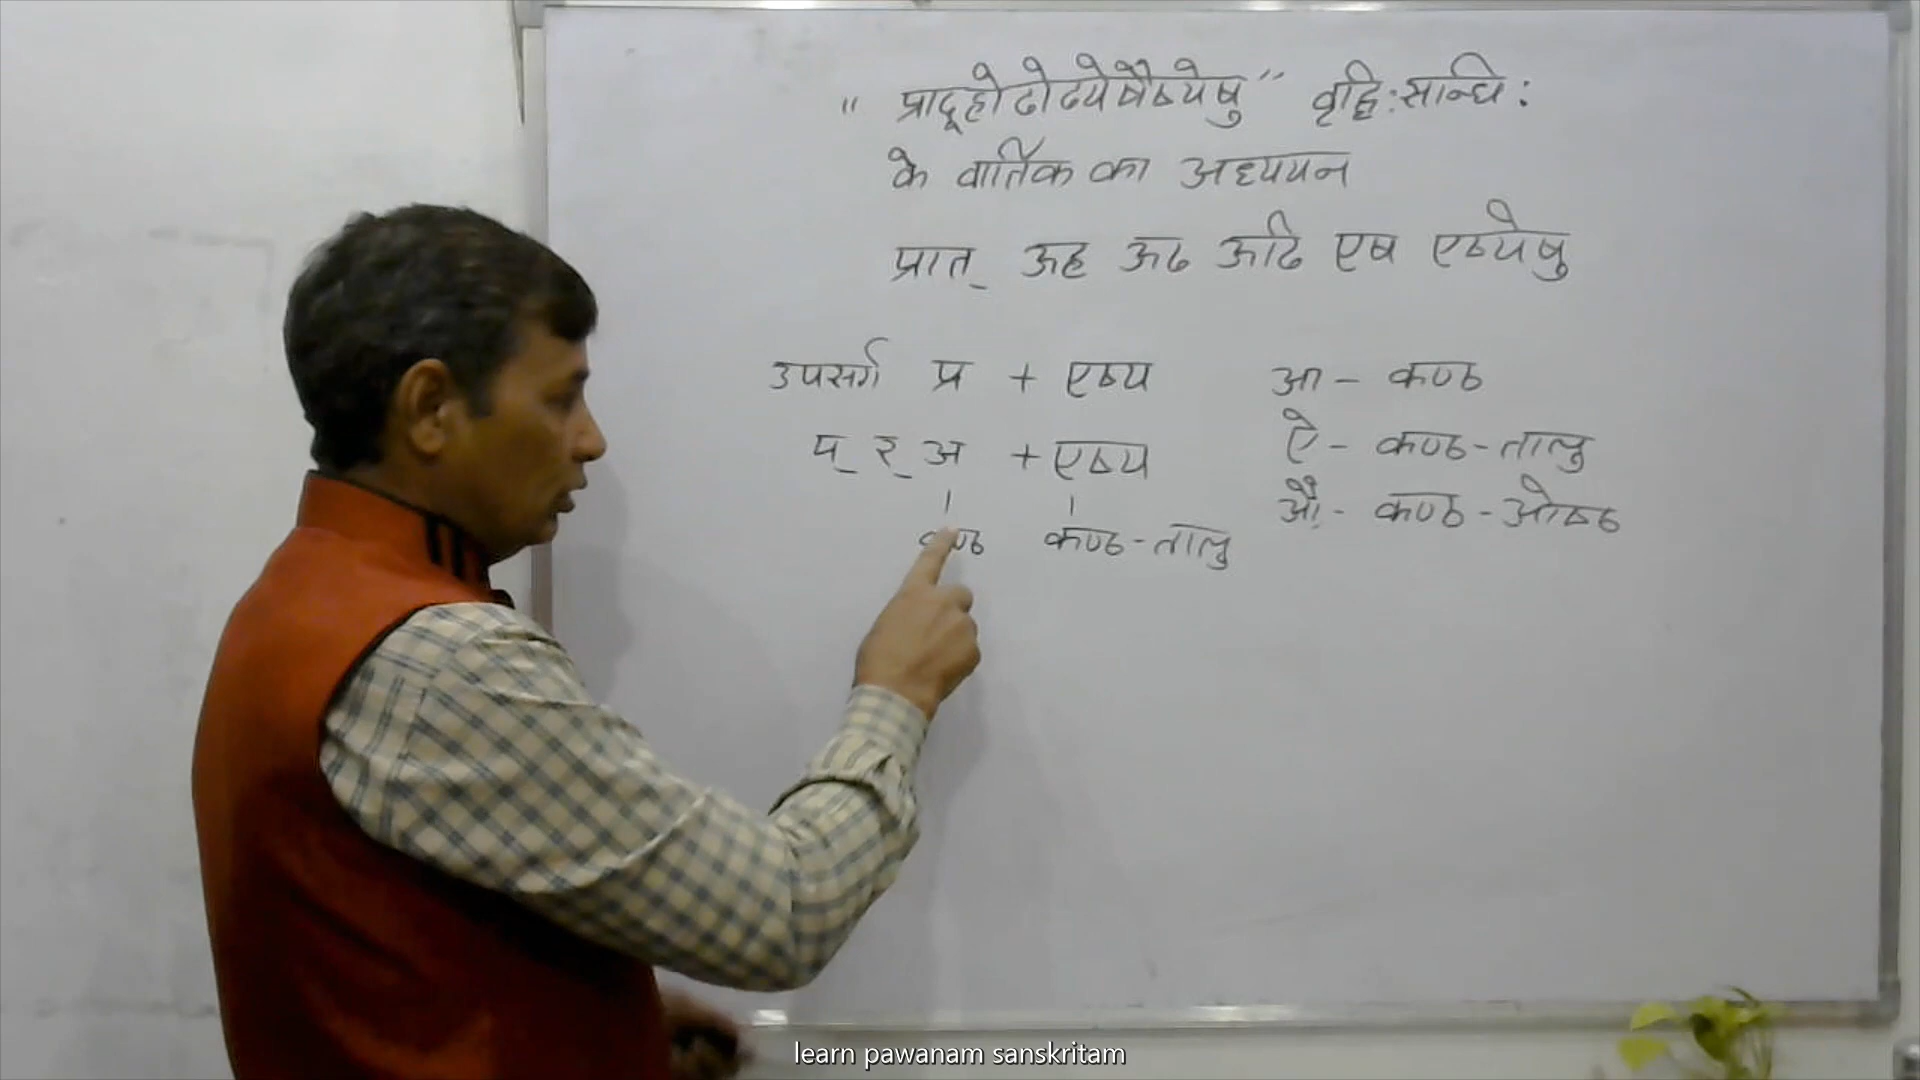 " प्रादूहोढोढ्येषैष्येषु " वृद्धि:सन्धि:
के वार्तिक का अध्ययन
प्रात् ऊह ऊढ ऊढि एष एष्येषु
उपसर्ग प्र + एष्य
प् र् अ + एष्य
कण्ठ कण्ठ-तालु
आ - कण्ठ
ऐ - कण्ठ-तालु
औ - कण्ठ-ओष्ठ
learn pawanam sanskritam